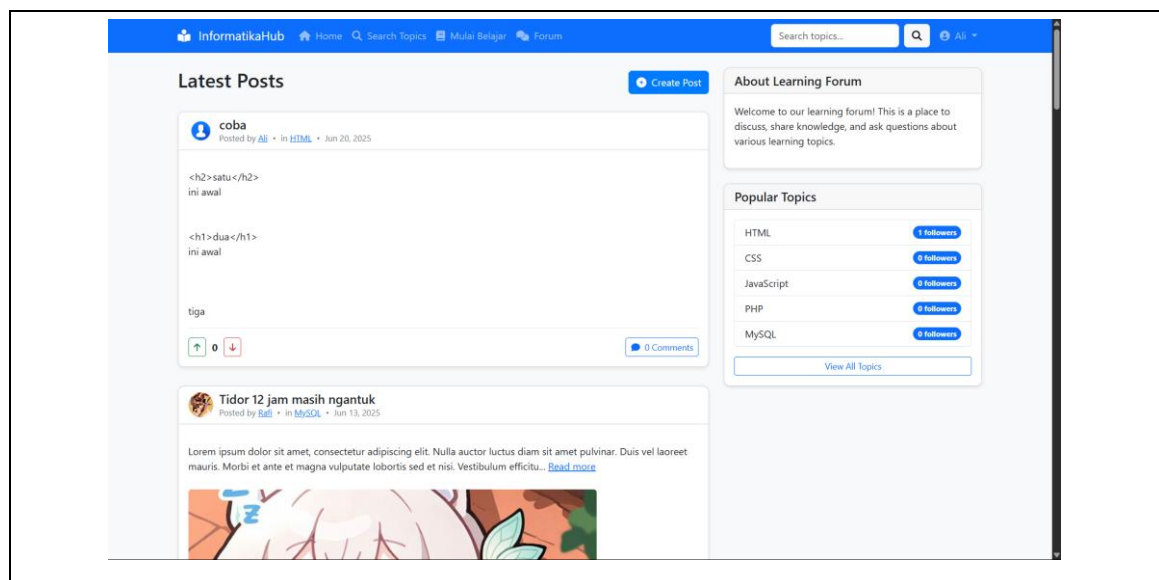 InformatikaHub Home Search Topics Mulai Belajar Forum Search topics... Ali
Latest Posts
Create Post
coba
Posted by Ali • in HTML • Jun 20, 2025
<h2>satu</h2>
ini awal
<h1>dua</h1>
ini awal
tiga
0
0 Comments
Tidor 12 jam masih ngantuk
Posted by Rafi • in MySQL • Jun 13, 2025
Lorem ipsum dolor sit amet, consectetur adipiscing elit. Nulla auctor luctus diam sit amet pulvinar. Duis vel laoreet
mauris. Morbi et ante et magna vulputate lobortis sed et nisi. Vestibulum efficitu... Read more
Z
About Learning Forum
Welcome to our learning forum! This is a place to
discuss, share knowledge, and ask questions about
various learning topics.
Popular Topics
HTML 1 followers
CSS 0 followers
JavaScript 0 followers
PHP 0 followers
MySQL 0 followers
View All Topics